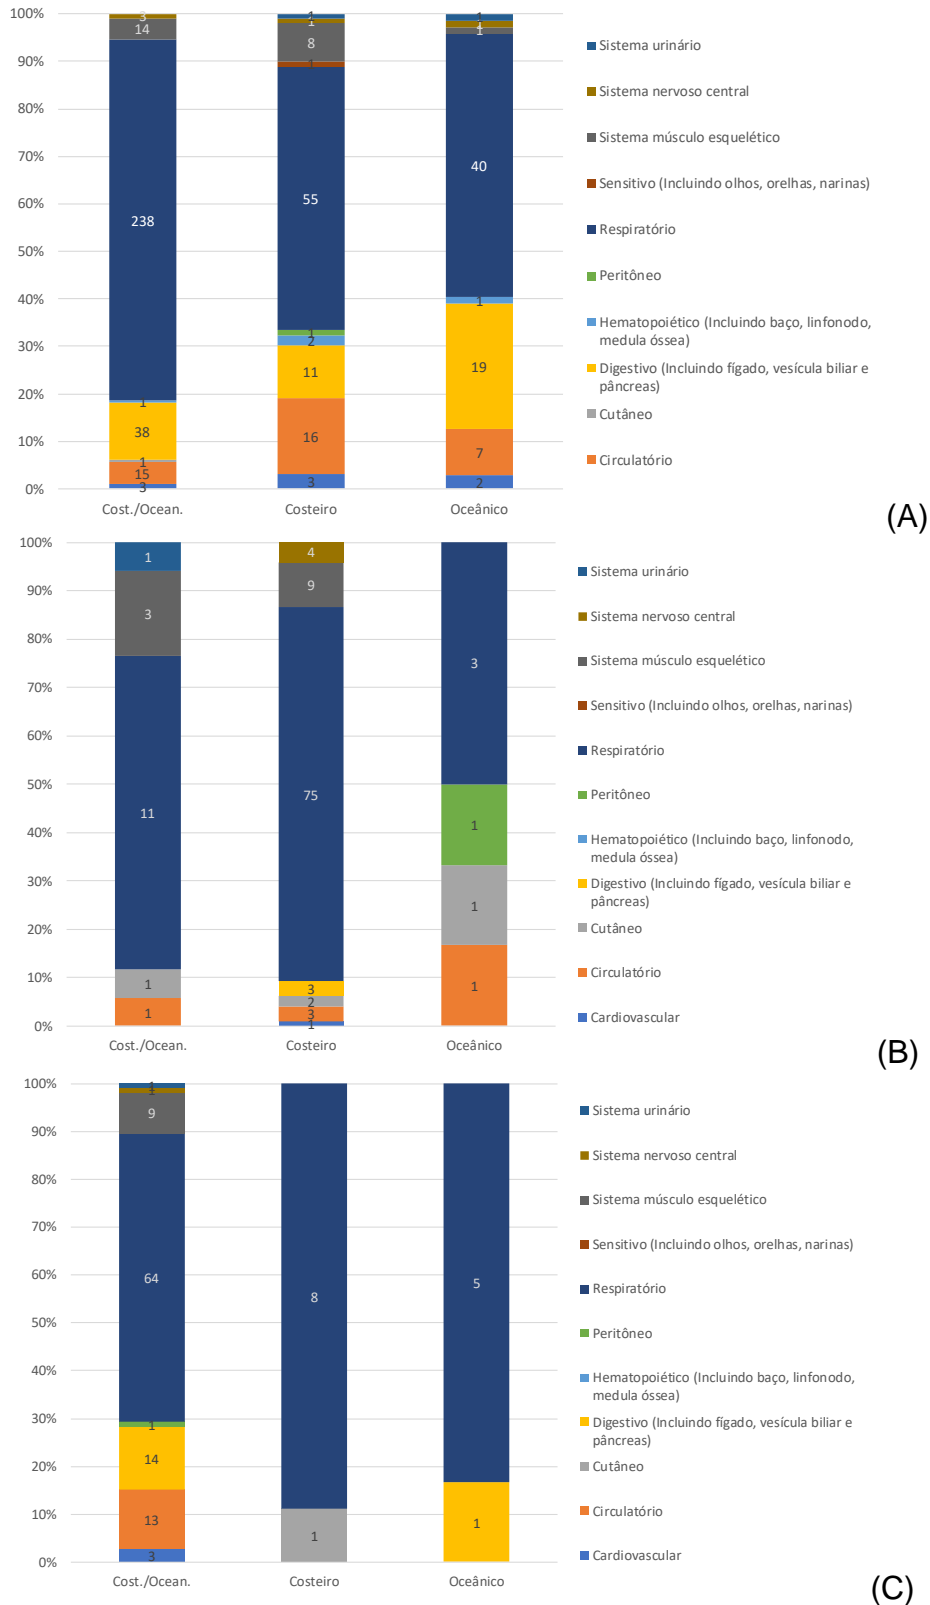 100%
90%
80%
70%
60%
50%
40%
30%
20%
10%
0%
3
14
238
1
38
1
15
3
1
1
8
1
55
1
2
11
16
3
1
1
1
40
1
19
7
2
Cost./Ocean.
Costeiro
Oceânico
Sistema urinário
Sistema nervoso central
Sistema músculo esquelético
Sensitivo (Incluindo olhos, orelhas, narinas)
Respiratório
Peritôneo
Hematopoiético (Incluindo baço, linfonodo,
medula óssea)
Digestivo (Incluindo fígado, vesícula biliar e
pâncreas)
Cutâneo
Circulatório
(A)
100%
90%
80%
70%
60%
50%
40%
30%
20%
10%
0%
1
3
11
1
1
4
9
75
3
2
3
1
3
1
1
1
Cost./Ocean.
Costeiro
Oceânico
Sistema urinário
Sistema nervoso central
Sistema músculo esquelético
Sensitivo (Incluindo olhos, orelhas, narinas)
Respiratório
Peritôneo
Hematopoiético (Incluindo baço, linfonodo,
medula óssea)
Digestivo (Incluindo fígado, vesícula biliar e
pâncreas)
Cutâneo
Circulatório
Cardiovascular
(B)
100%
90%
80%
70%
60%
50%
40%
30%
20%
10%
0%
1
1
9
64
1
14
13
3
8
1
5
1
Cost./Ocean.
Costeiro
Oceânico
Sistema urinário
Sistema nervoso central
Sistema músculo esquelético
Sensitivo (Incluindo olhos, orelhas, narinas)
Respiratório
Peritôneo
Hematopoiético (Incluindo baço, linfonodo,
medula óssea)
Digestivo (Incluindo fígado, vesícula biliar e
pâncreas)
Cutâneo
Circulatório
Cardiovascular
(C)